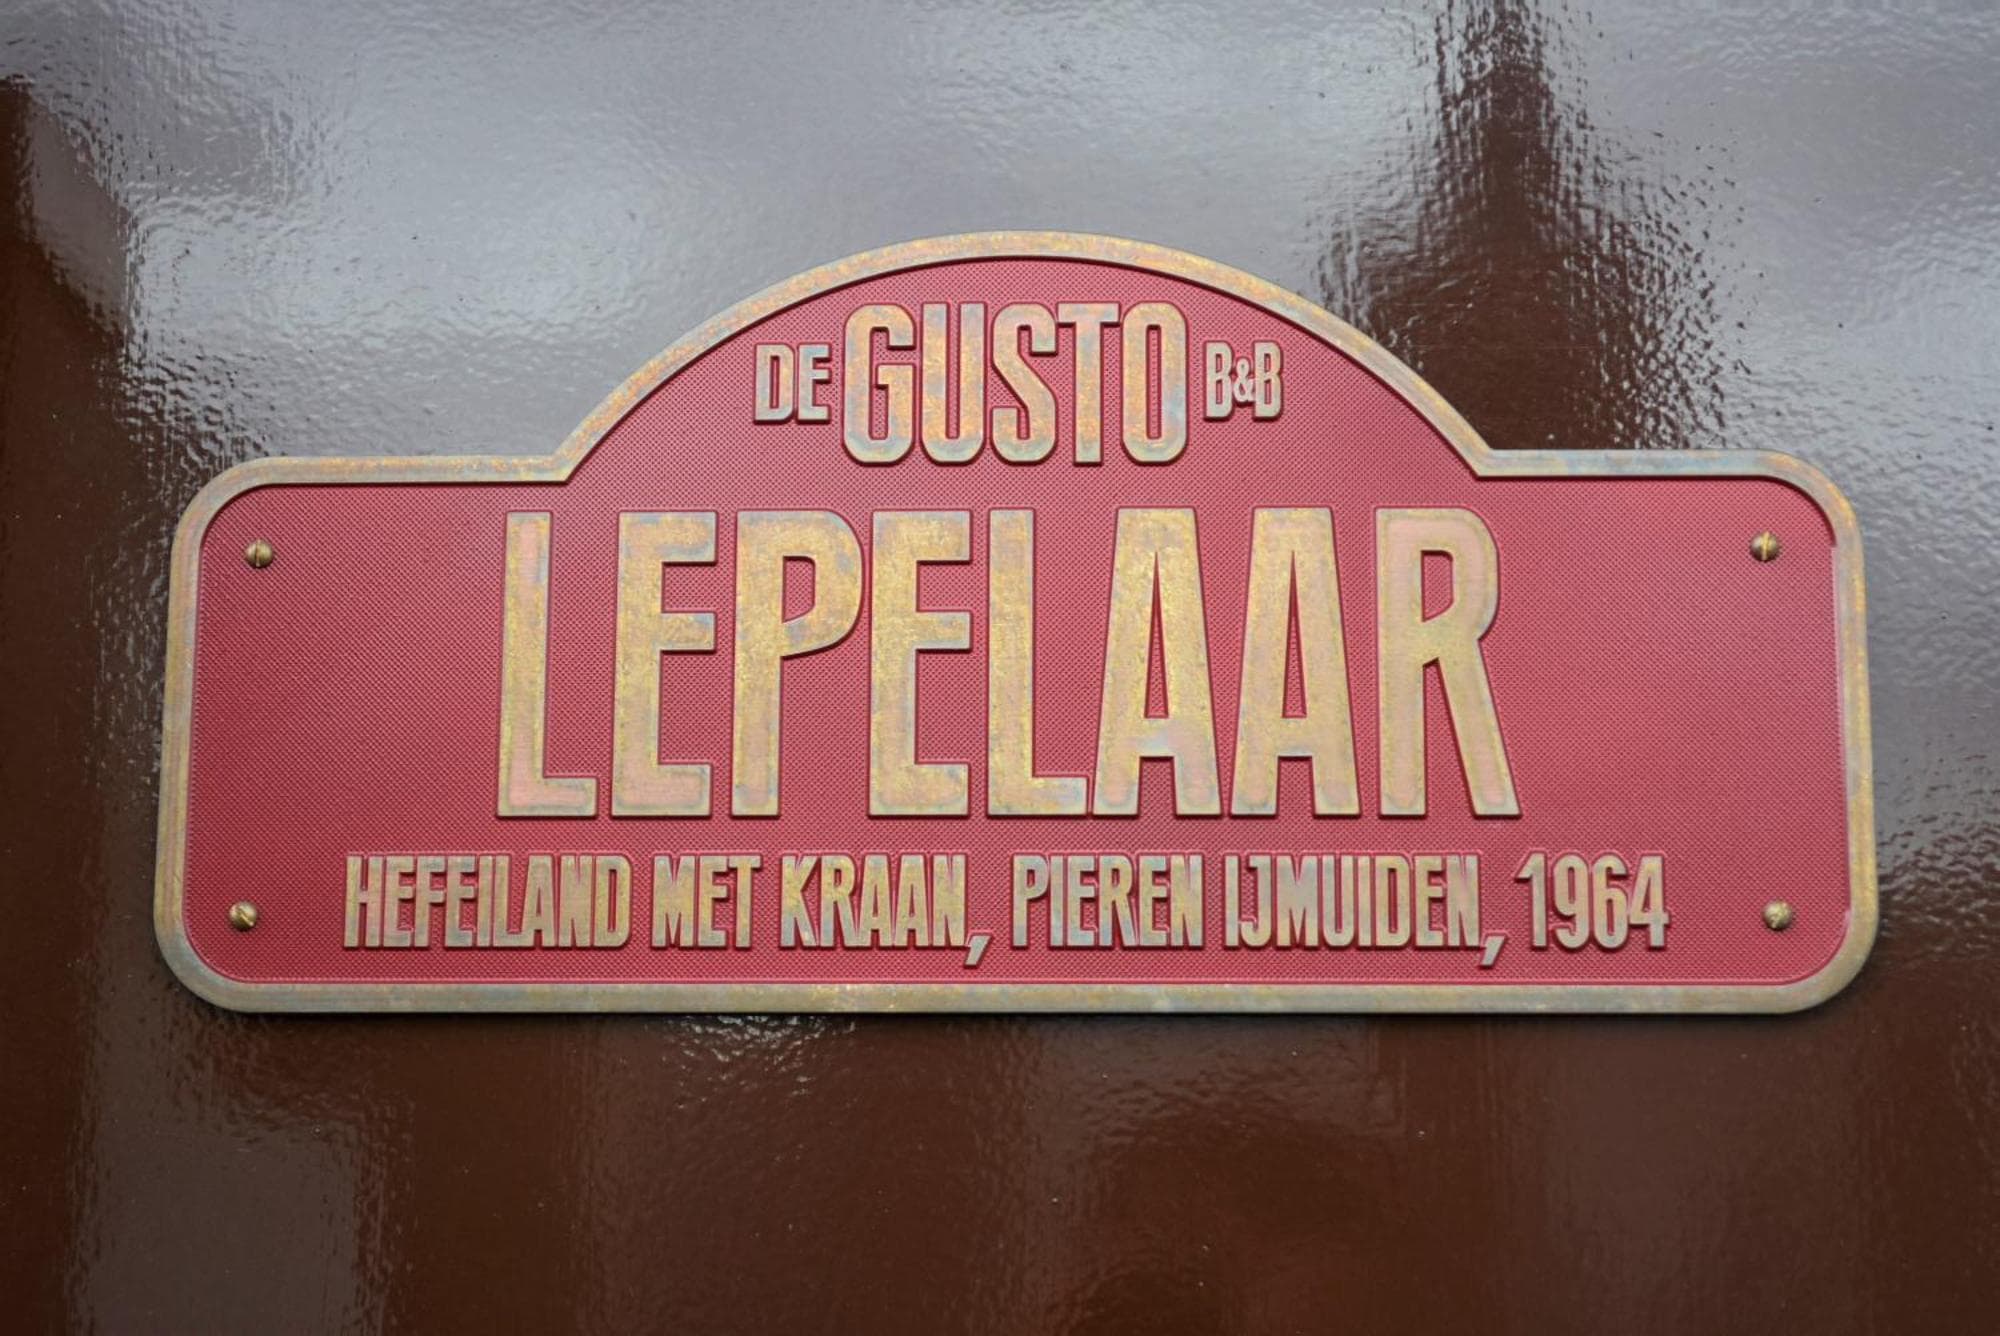 DE GUSTO B&B
LEPELAAR
HEFEILAND MET KRAAN, PIEREN IJMUIDEN, 1964